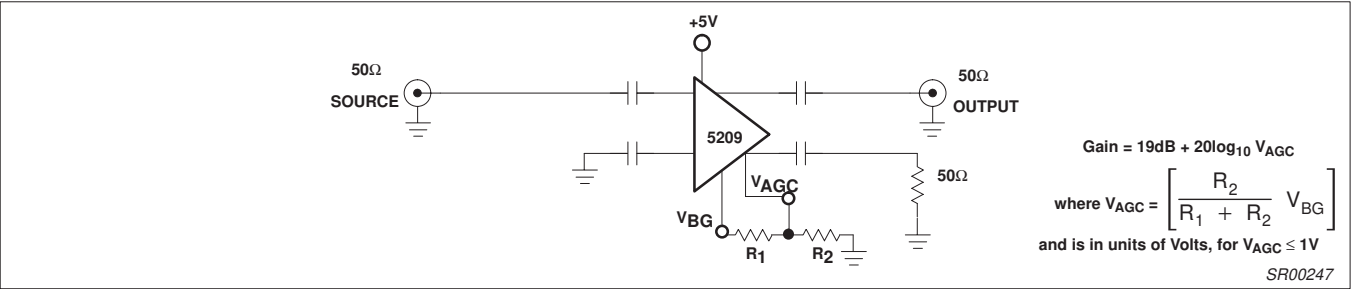 +5V
50Ω
SOURCE
50Ω
OUTPUT
5209
50Ω
VAGC
VBG
R1
R2
Gain = 19dB + 20log10 VAGC
where VAGC = [ R2 / R1 + R2 VBG ]
and is in units of Volts, for VAGC ≤ 1V
SR00247